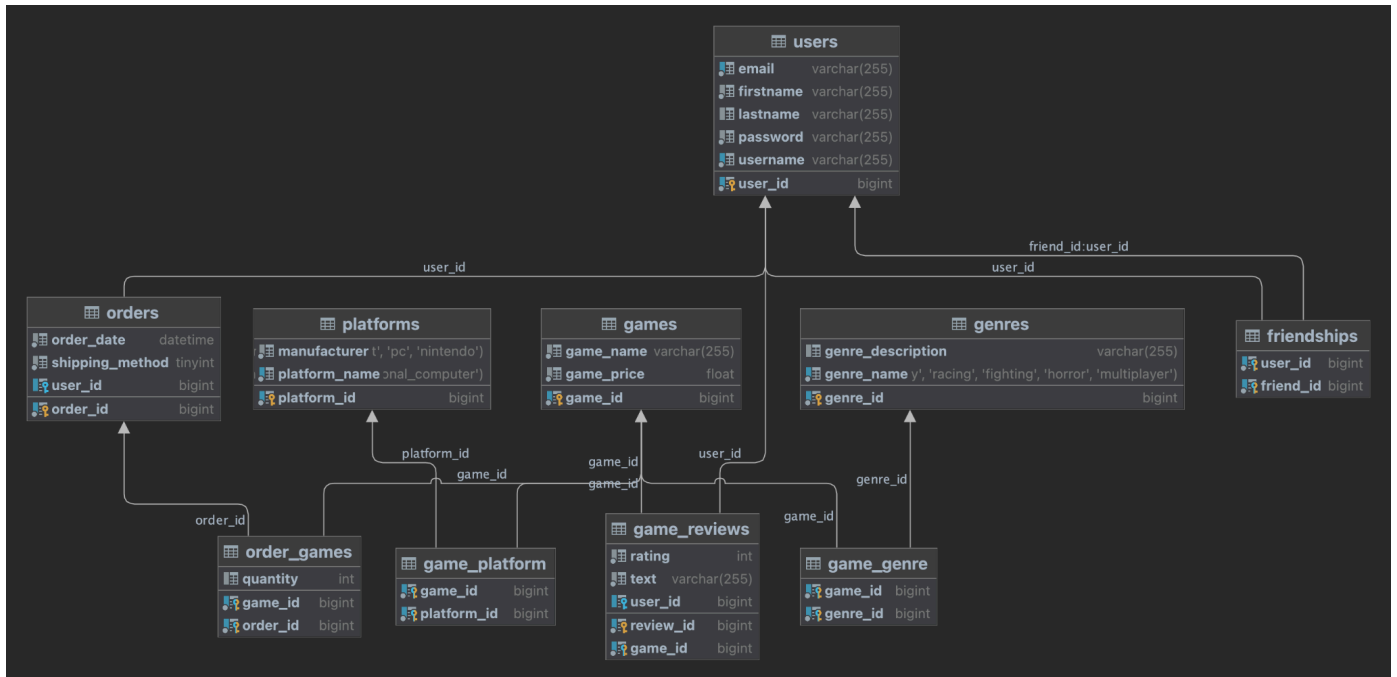 users
email varchar(255)
firstname varchar(255)
lastname varchar(255)
password varchar(255)
username varchar(255)
user_id bigint
friend_id:user_id
user_id
user_id
orders
order_date datetime
shipping_method tinyint
user_id bigint
order_id bigint
platforms
manufacturer t', 'pc', 'nintendo')
platform_name onal_computer')
platform_id bigint
games
game_name varchar(255)
game_price float
game_id bigint
genres
genre_description varchar(255)
genre_name y', 'racing', 'fighting', 'horror', 'multiplayer')
genre_id bigint
friendships
user_id bigint
friend_id bigint
platform_id
game_id
user_id
game_id
game_id
genre_id
order_id
game_id
order_games
quantity int
game_id bigint
order_id bigint
game_platform
game_id bigint
platform_id bigint
game_reviews
rating int
text varchar(255)
user_id bigint
review_id bigint
game_id bigint
game_genre
game_id bigint
genre_id bigint